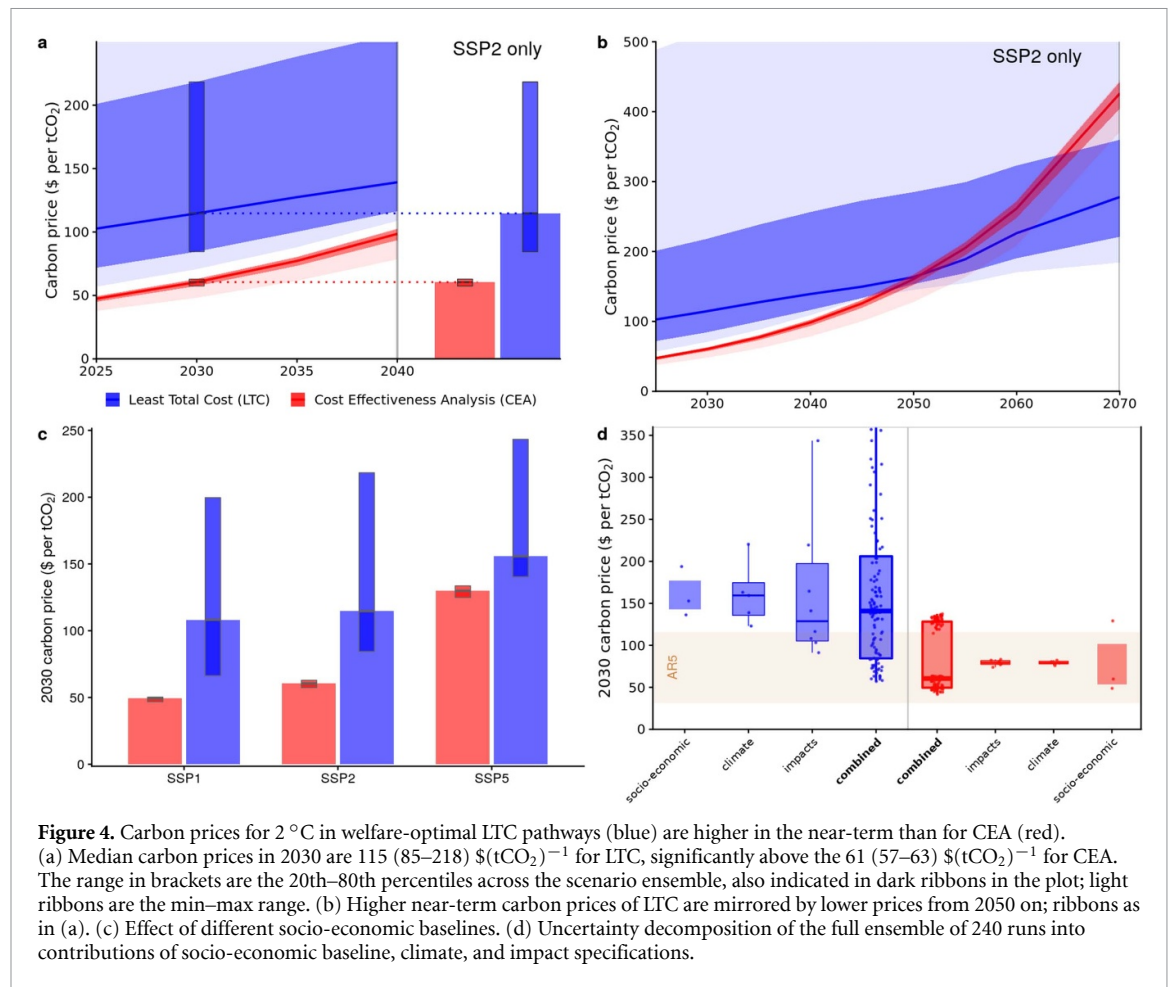 a
SSP2 only
Carbon price ($ per tCO₂)
200
150
100
50
0
2025
2030
2035
2040
b
SSP2 only
Carbon price ($ per tCO₂)
500
400
300
200
100
0
2030
2040
2050
2060
2070
Least Total Cost (LTC)
Cost Effectiveness Analysis (CEA)
c
2030 carbon price ($ per tCO₂)
250
200
150
100
50
0
SSP1
SSP2
SSP5
d
2030 carbon price ($ per tCO₂)
350
300
250
200
150
100
50
0
AR5
socio-economic
climate
impacts
combined
combined
impacts
climate
socio-economic
Figure 4. Carbon prices for 2 °C in welfare-optimal LTC pathways (blue) are higher in the near-term than for CEA (red).
(a) Median carbon prices in 2030 are 115 (85–218) $(tCO₂)⁻¹ for LTC, significantly above the 61 (57–63) $(tCO₂)⁻¹ for CEA.
The range in brackets are the 20th–80th percentiles across the scenario ensemble, also indicated in dark ribbons in the plot; light
ribbons are the min–max range. (b) Higher near-term carbon prices of LTC are mirrored by lower prices from 2050 on; ribbons as
in (a). (c) Effect of different socio-economic baselines. (d) Uncertainty decomposition of the full ensemble of 240 runs into
contributions of socio-economic baseline, climate, and impact specifications.